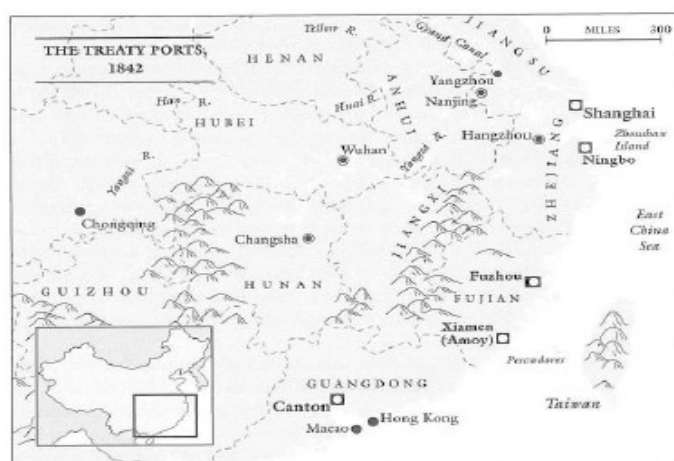 THE TREATY PORTS,
1842
0 MILES 300
Yellow R.
Grand Canal
JIANGSU
HENAN
Yangzhou
Nanjing
ANHUI
Han R.
Huai R.
Shanghai
HUBEI
Hangzhou
Zhoushan
Island
Wuhan
Yangzi R.
Ningbo
ZHEJIANG
Yangzi R.
Chongqing
East
China
Sea
JIANGXI
Changsha
Fuzhou
HUNAN
GUIZHOU
FUJIAN
Xiamen
(Amoy)
Pescadores
GUANGDONG
Canton
Taiwan
Hong Kong
Macao